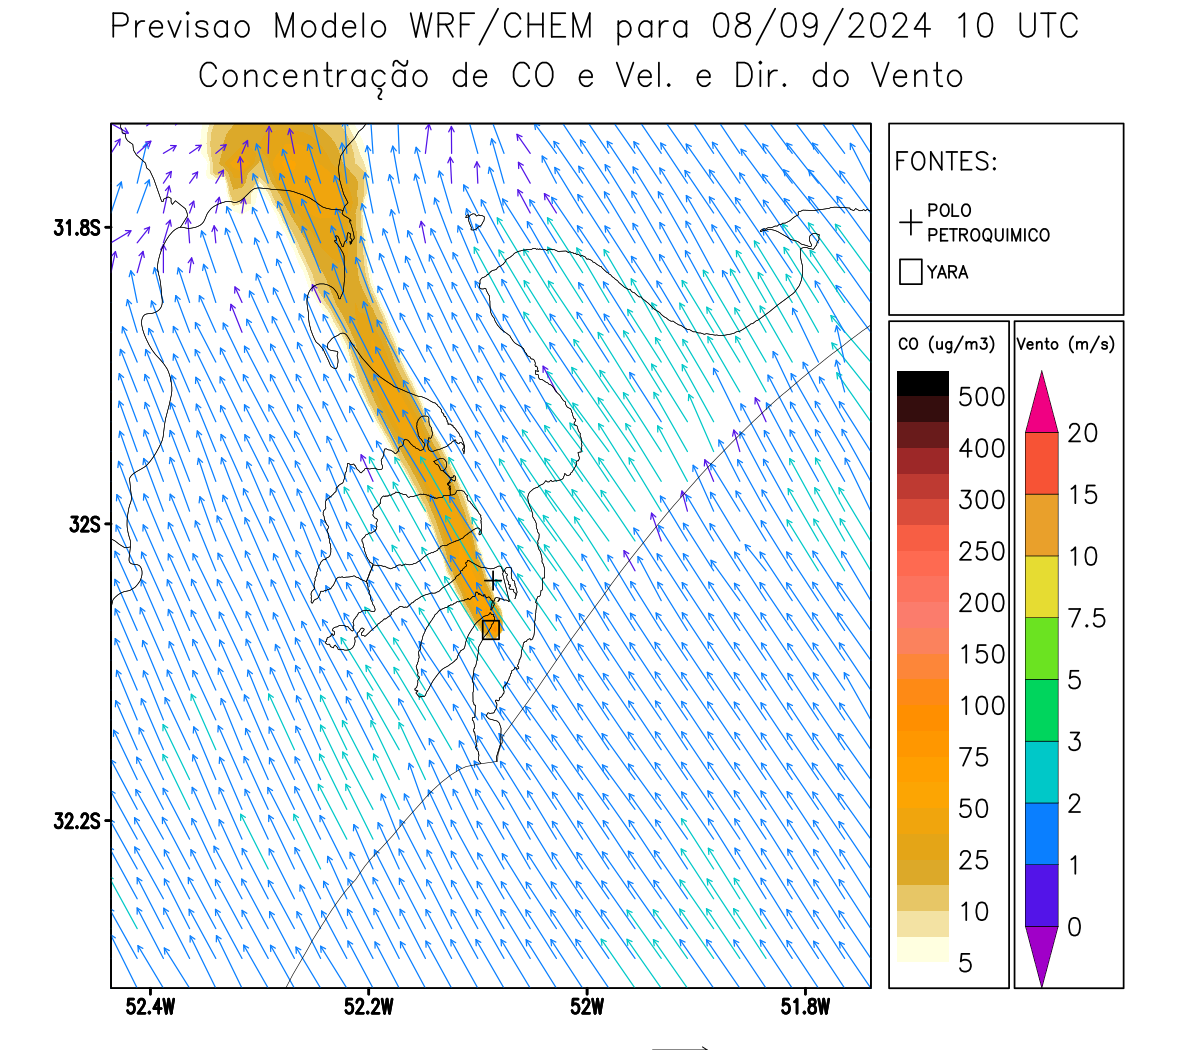 Previsao Modelo WRF/CHEM para 08/09/2024 10 UTC
Concentração de CO e Vel. e Dir. do Vento
FONTES:
POLO
PETROQUIMICO
YARA
31.8S
32S
32.2S
52.4W
52.2W
52W
51.8W
CO (ug/m3)
500
400
300
250
200
150
100
75
50
25
10
5
Vento (m/s)
20
15
10
7.5
5
3
2
1
0